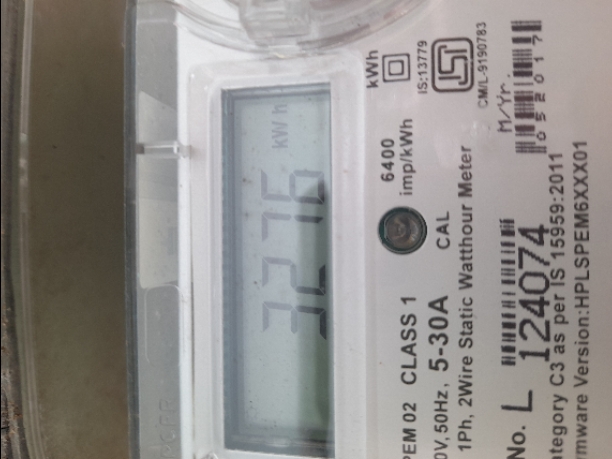 3276 kWh
kWh
6400
imp/kWh
PEM 02 CLASS 1
IS:13779
0V,50Hz, 5-30A CAL
1Ph, 2Wire Static Watthour Meter
CM/L-9190783
M/Yr.
052017
No. L 124074
ategory C3 as per IS 15959:2011
mware Version:HPLSPEM6XXX01